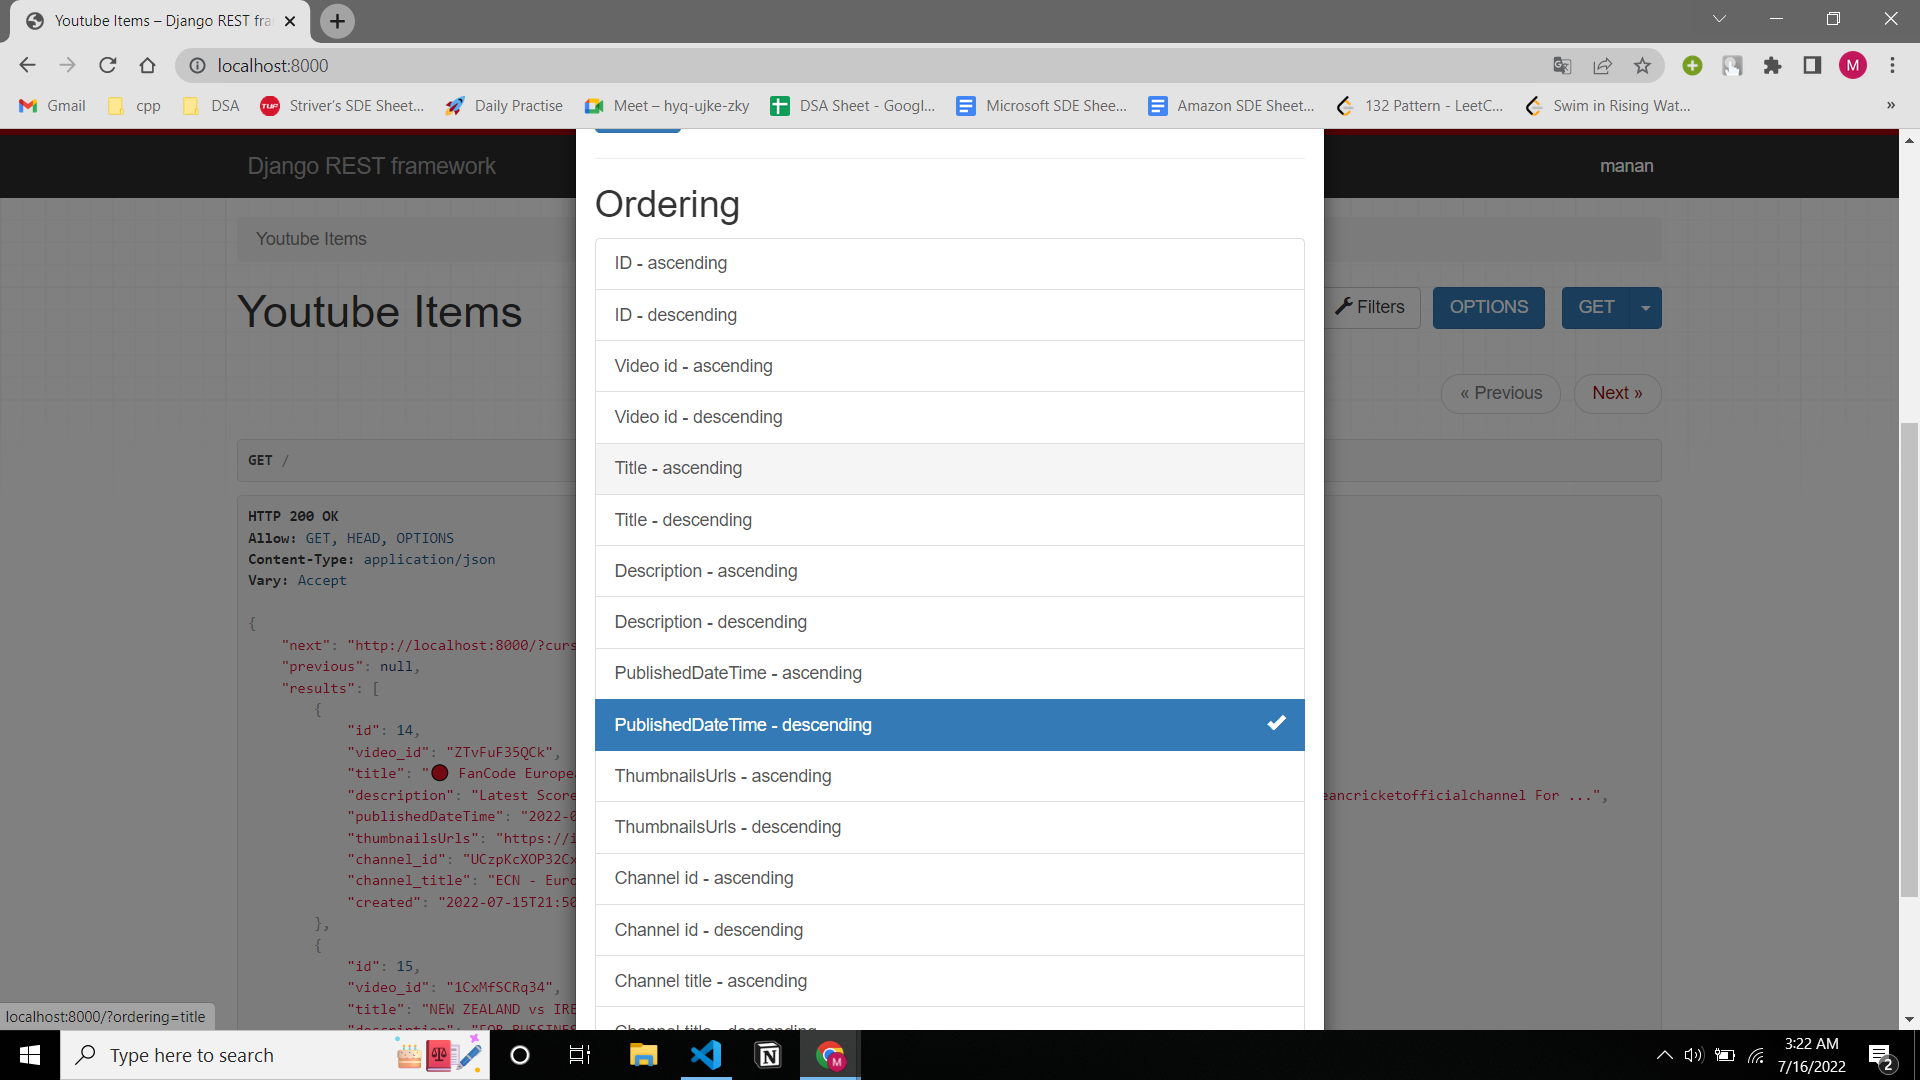 Youtube Items – Django REST fra
localhost:8000
M
Gmail cpp DSA Striver's SDE Sheet... Daily Practise Meet – hyq-ujke-zky DSA Sheet - Googl... Microsoft SDE Shee... Amazon SDE Sheet... 132 Pattern - LeetC... Swim in Rising Wat... »
Django REST framework
manan
Youtube Items
Youtube Items
Filters
OPTIONS
GET
« Previous
Next »
GET /
HTTP 200 OK
Allow: GET, HEAD, OPTIONS
Content-Type: application/json
Vary: Accept
{
"next": "http://localhost:8000/?curs
"previous": null,
"results": [
{
"id": 14,
"video_id": "ZTvFuF35QCk",
"title": "🔴 FanCode Europea
"description": "Latest Score eancricketofficialchannel For ...",
"publishedDateTime": "2022-0
"thumbnailsUrls": "https://i
"channel_id": "UCzpKcXOP32Cx
"channel_title": "ECN - Euro
"created": "2022-07-15T21:50
},
{
"id": 15,
"video_id": "1CxMfSCRq34",
"title": "NEW ZEALAND vs IRE
"description": "FOR BUSSINES
Ordering
ID - ascending
ID - descending
Video id - ascending
Video id - descending
Title - ascending
Title - descending
Description - ascending
Description - descending
PublishedDateTime - ascending
PublishedDateTime - descending
ThumbnailsUrls - ascending
ThumbnailsUrls - descending
Channel id - ascending
Channel id - descending
Channel title - ascending
Channel title - descending
localhost:8000/?ordering=title
Type here to search
M
3:22 AM
7/16/2022
2